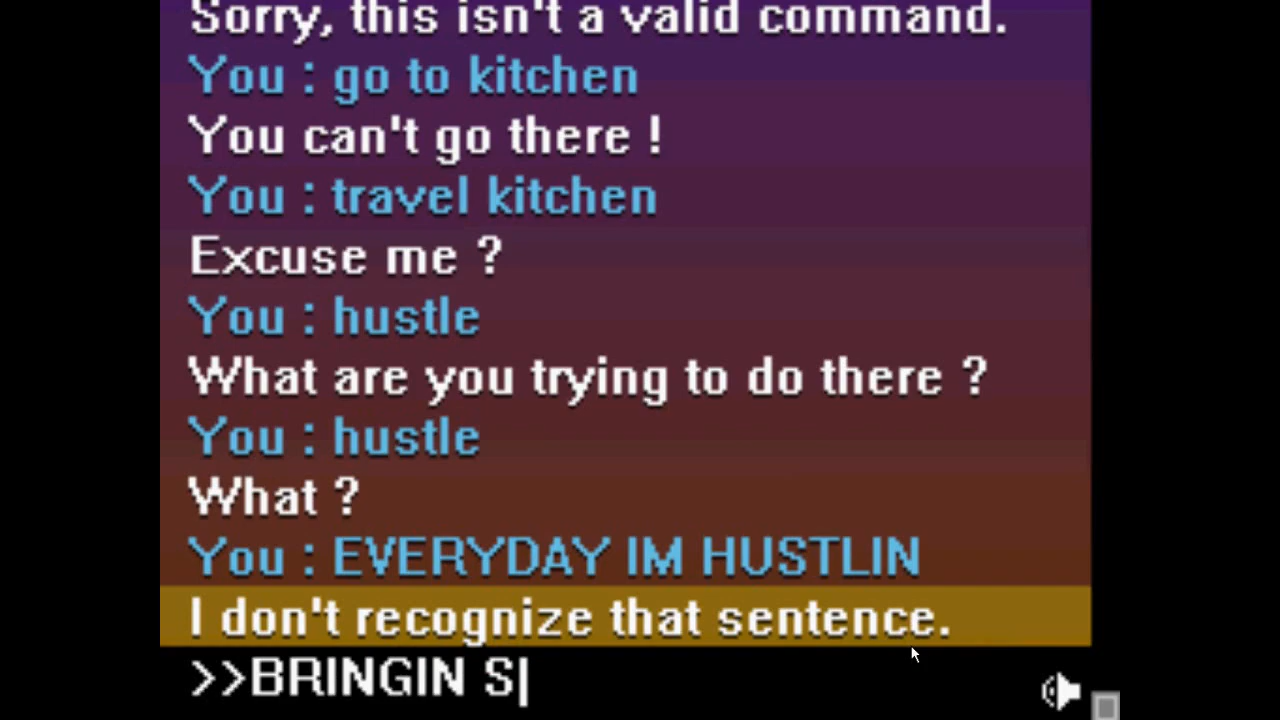 Sorry, this isn't a valid command.
You : go to kitchen
You can't go there !
You : travel kitchen
Excuse me ?
You : hustle
What are you trying to do there ?
You : hustle
What ?
You : EVERYDAY IM HUSTLIN
I don't recognize that sentence.
>>BRINGIN S